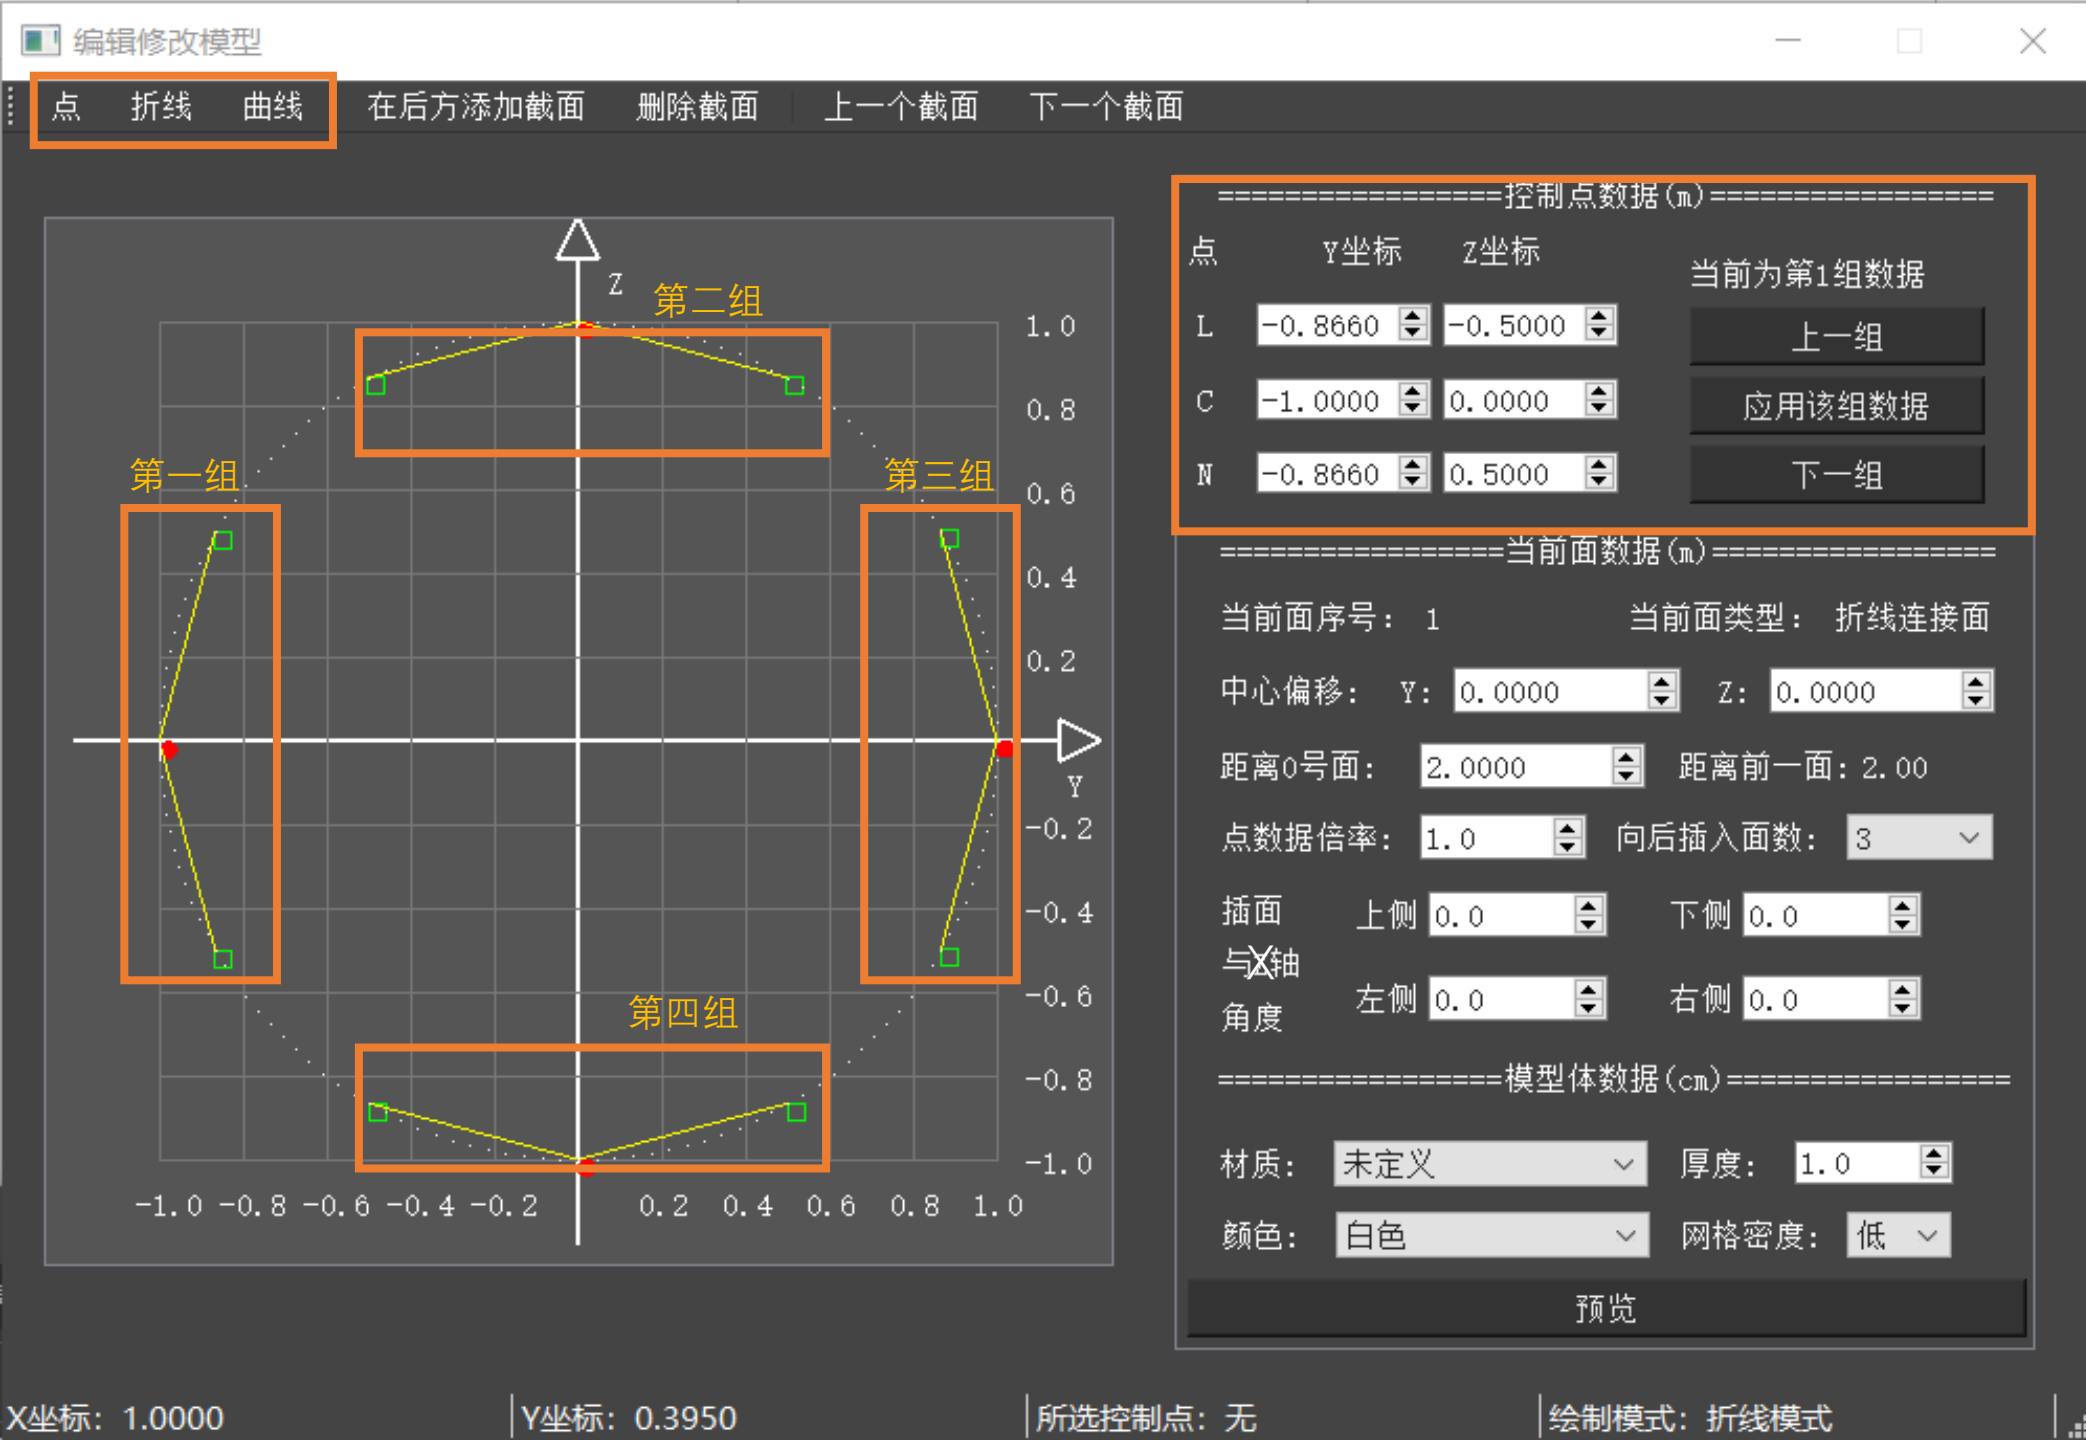 编辑修改模型
点 折线 曲线 在后方添加截面 删除截面 上一个截面 下一个截面
Z
第二组
第一组
第三组
第四组
Y
1.0
0.8
0.6
0.4
0.2
-0.2
-0.4
-0.6
-0.8
-1.0
-1.0 -0.8 -0.6 -0.4 -0.2 0.2 0.4 0.6 0.8 1.0
=================控制点数据(m)=================
点 Y坐标 Z坐标
当前为第1组数据
L -0.8660 -0.5000
上一组
C -1.0000 0.0000
应用该组数据
N -0.8660 0.5000
下一组
=================当前面数据(m)=================
当前面序号: 1 当前面类型: 折线连接面
中心偏移: Y: 0.0000 Z: 0.0000
距离0号面: 2.0000 距离前一面: 2.00
点数据倍率: 1.0 向后插入面数: 3
插面
与X轴
角度
上侧 0.0 下侧 0.0
左侧 0.0 右侧 0.0
=================模型体数据(cm)=================
材质: 未定义 厚度: 1.0
颜色: 白色 网格密度: 低
预览
X坐标: 1.0000 Y坐标: 0.3950 所选控制点: 无 绘制模式: 折线模式